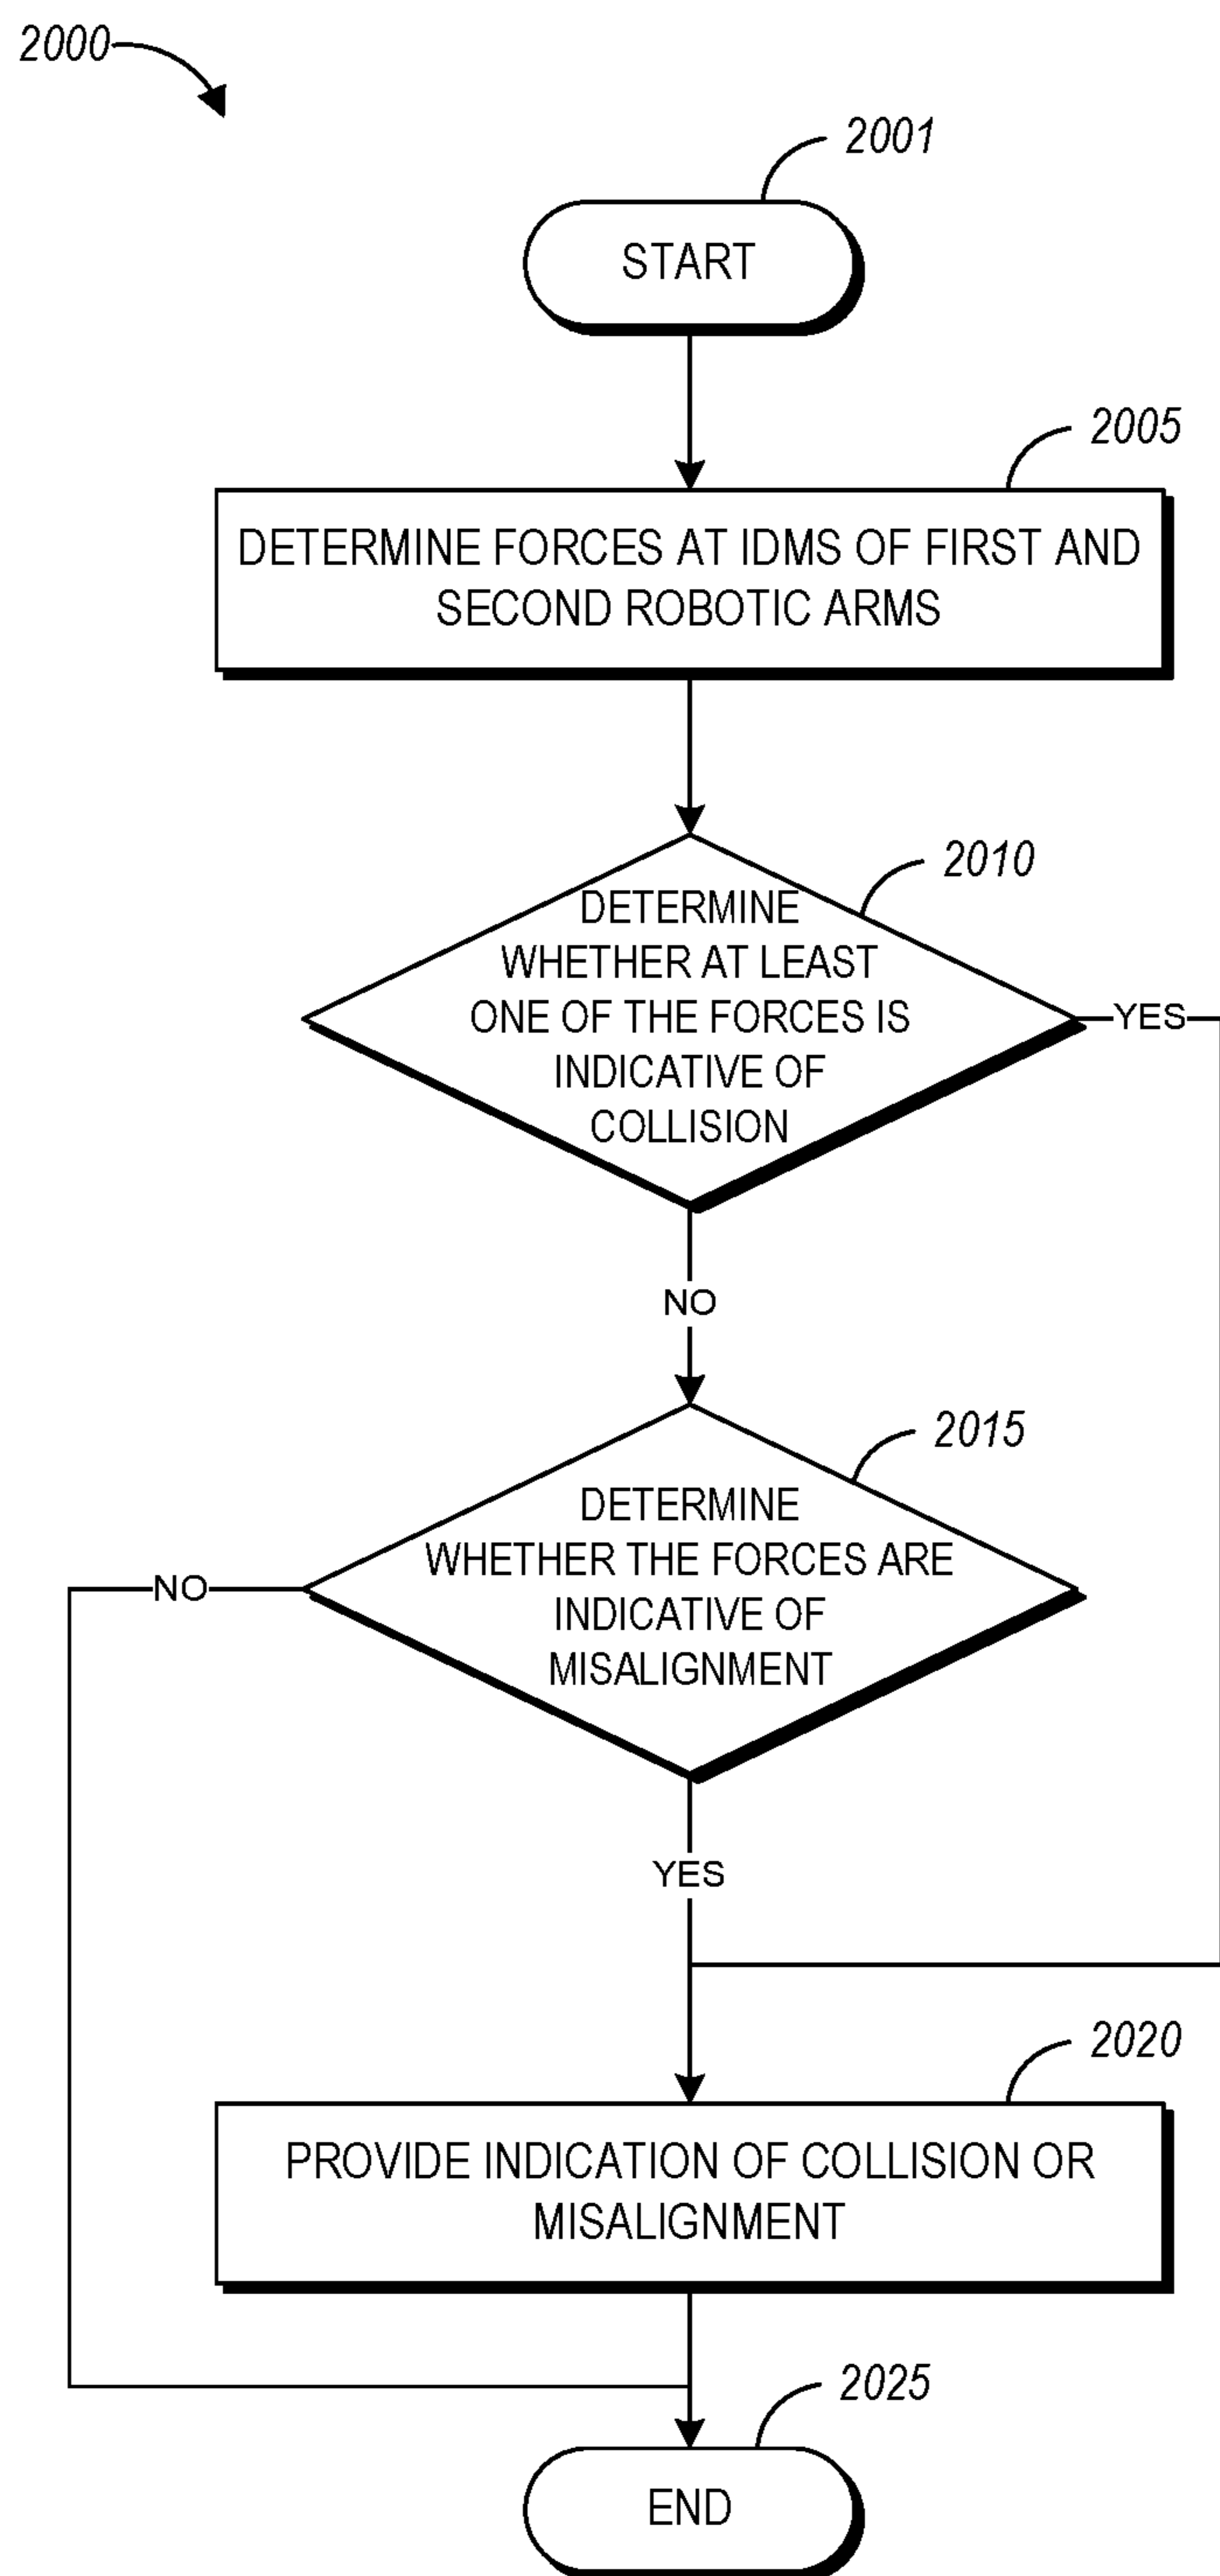 2000
2001
START
2005
DETERMINE FORCES AT IDMS OF FIRST AND
SECOND ROBOTIC ARMS
2010
DETERMINE
WHETHER AT LEAST
ONE OF THE FORCES IS
INDICATIVE OF
COLLISION
YES
NO
2015
DETERMINE
WHETHER THE FORCES ARE
INDICATIVE OF
MISALIGNMENT
NO
YES
2020
PROVIDE INDICATION OF COLLISION OR
MISALIGNMENT
2025
END